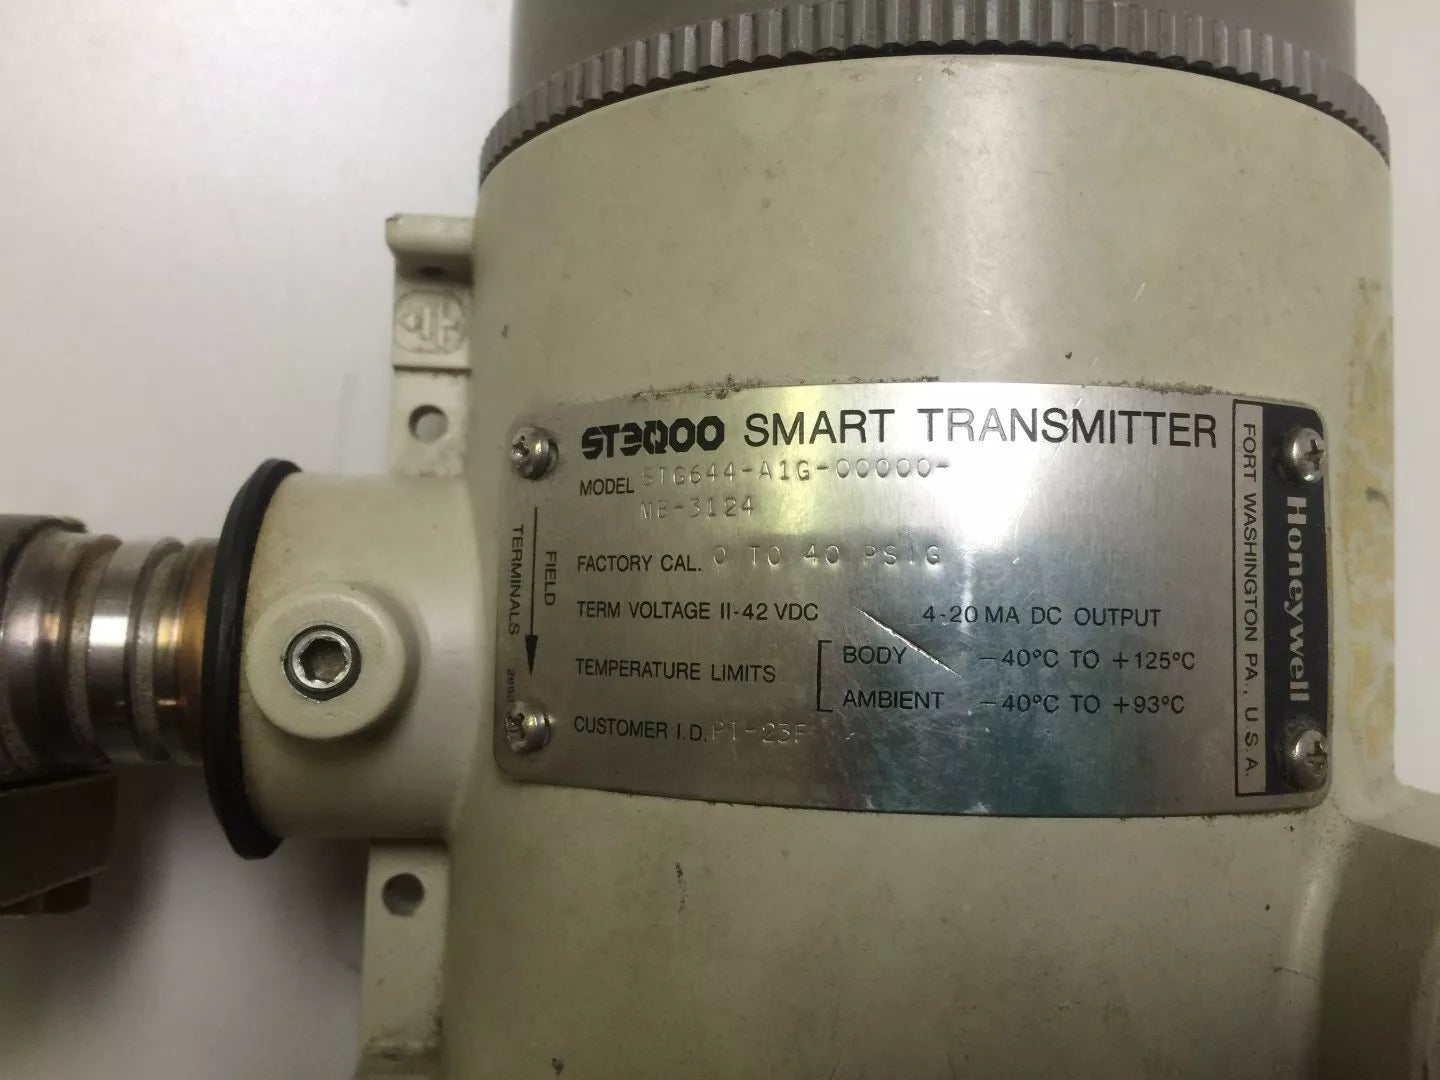 ST3000 SMART TRANSMITTER
MODEL STG644-A1G-00000-
MB-3124
FACTORY CAL. 0 TO 40 PSIG
TERM VOLTAGE 11-42 VDC 4-20 MA DC OUTPUT
TEMPERATURE LIMITS
BODY -40°C TO +125°C
AMBIENT -40°C TO +93°C
CUSTOMER I.D. PT-23F
FIELD
TERMINALS
Honeywell
FORT WASHINGTON PA., U.S.A.